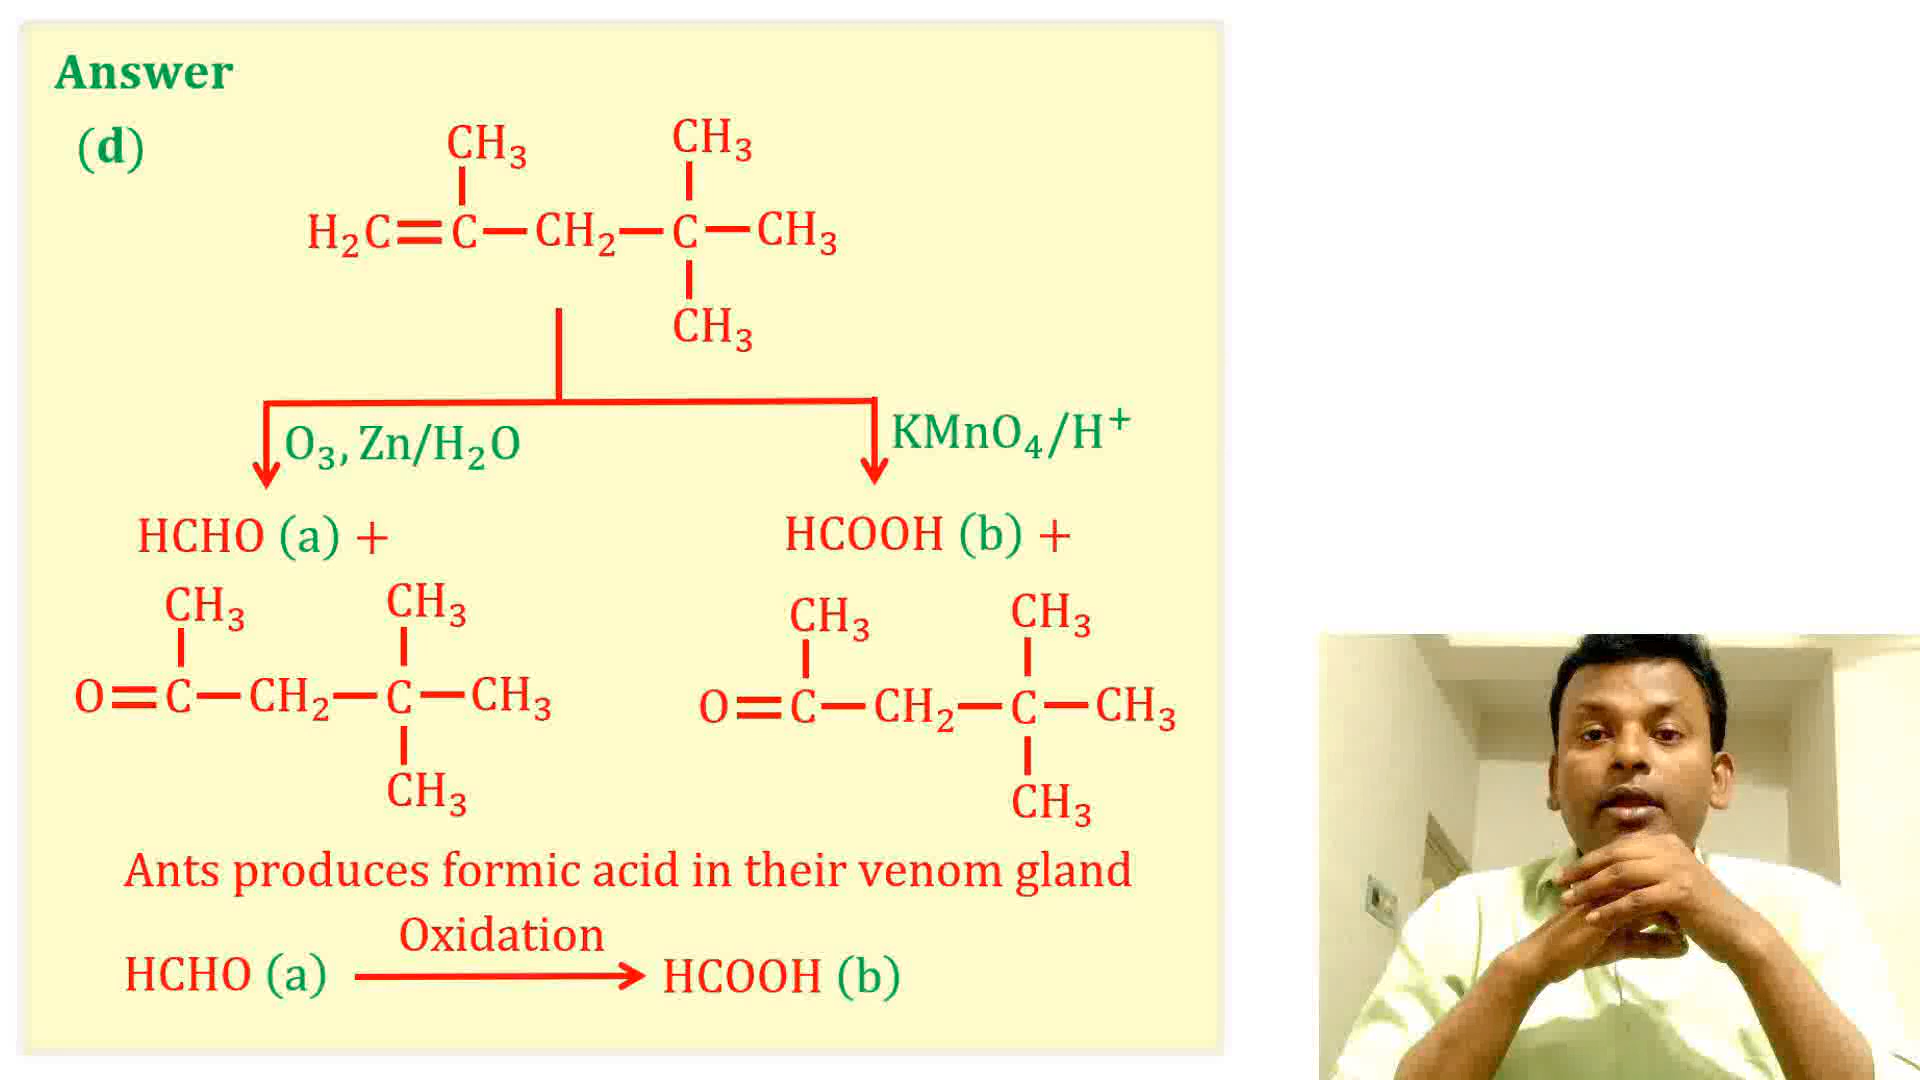 Answer
(d)
CH₃ CH₃
H₂C=C—CH₂—C—CH₃
CH₃
O₃, Zn/H₂O KMnO₄/H⁺
HCHO (a) + HCOOH (b) +
CH₃ CH₃ CH₃ CH₃
O=C—CH₂—C—CH₃ O=C—CH₂—C—CH₃
CH₃ CH₃
Ants produces formic acid in their venom gland
Oxidation
HCHO (a) ⟶ HCOOH (b)